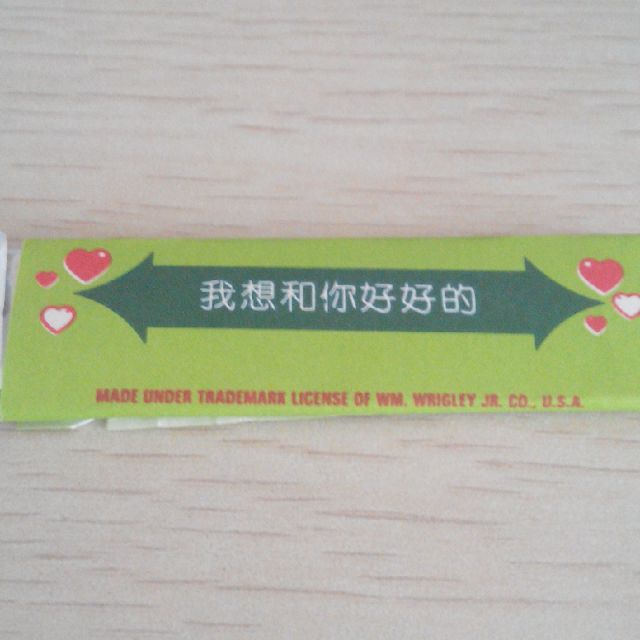 我想和你好好的
MADE UNDER TRADEMARK LICENSE OF WM. WRIGLEY JR. CO., U.S.A.